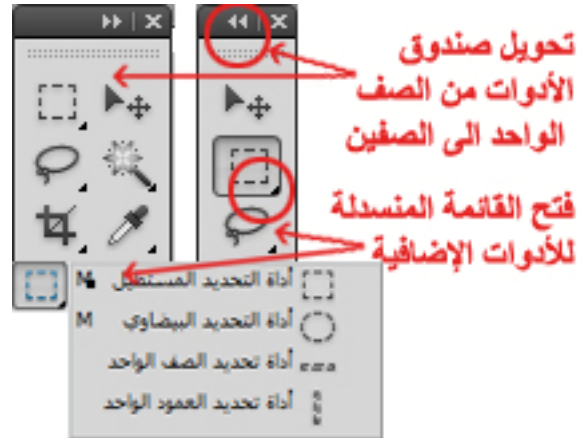 تحويل صندوق
الأدوات من الصف
الواحد الى الصفين
فتح القائمة المنسدلة
للأدوات الإضافية
أداة التحديد المستطيل M
أداة التحديد البيضاوي M
أداة تحديد الصف الواحد
أداة تحديد العمود الواحد